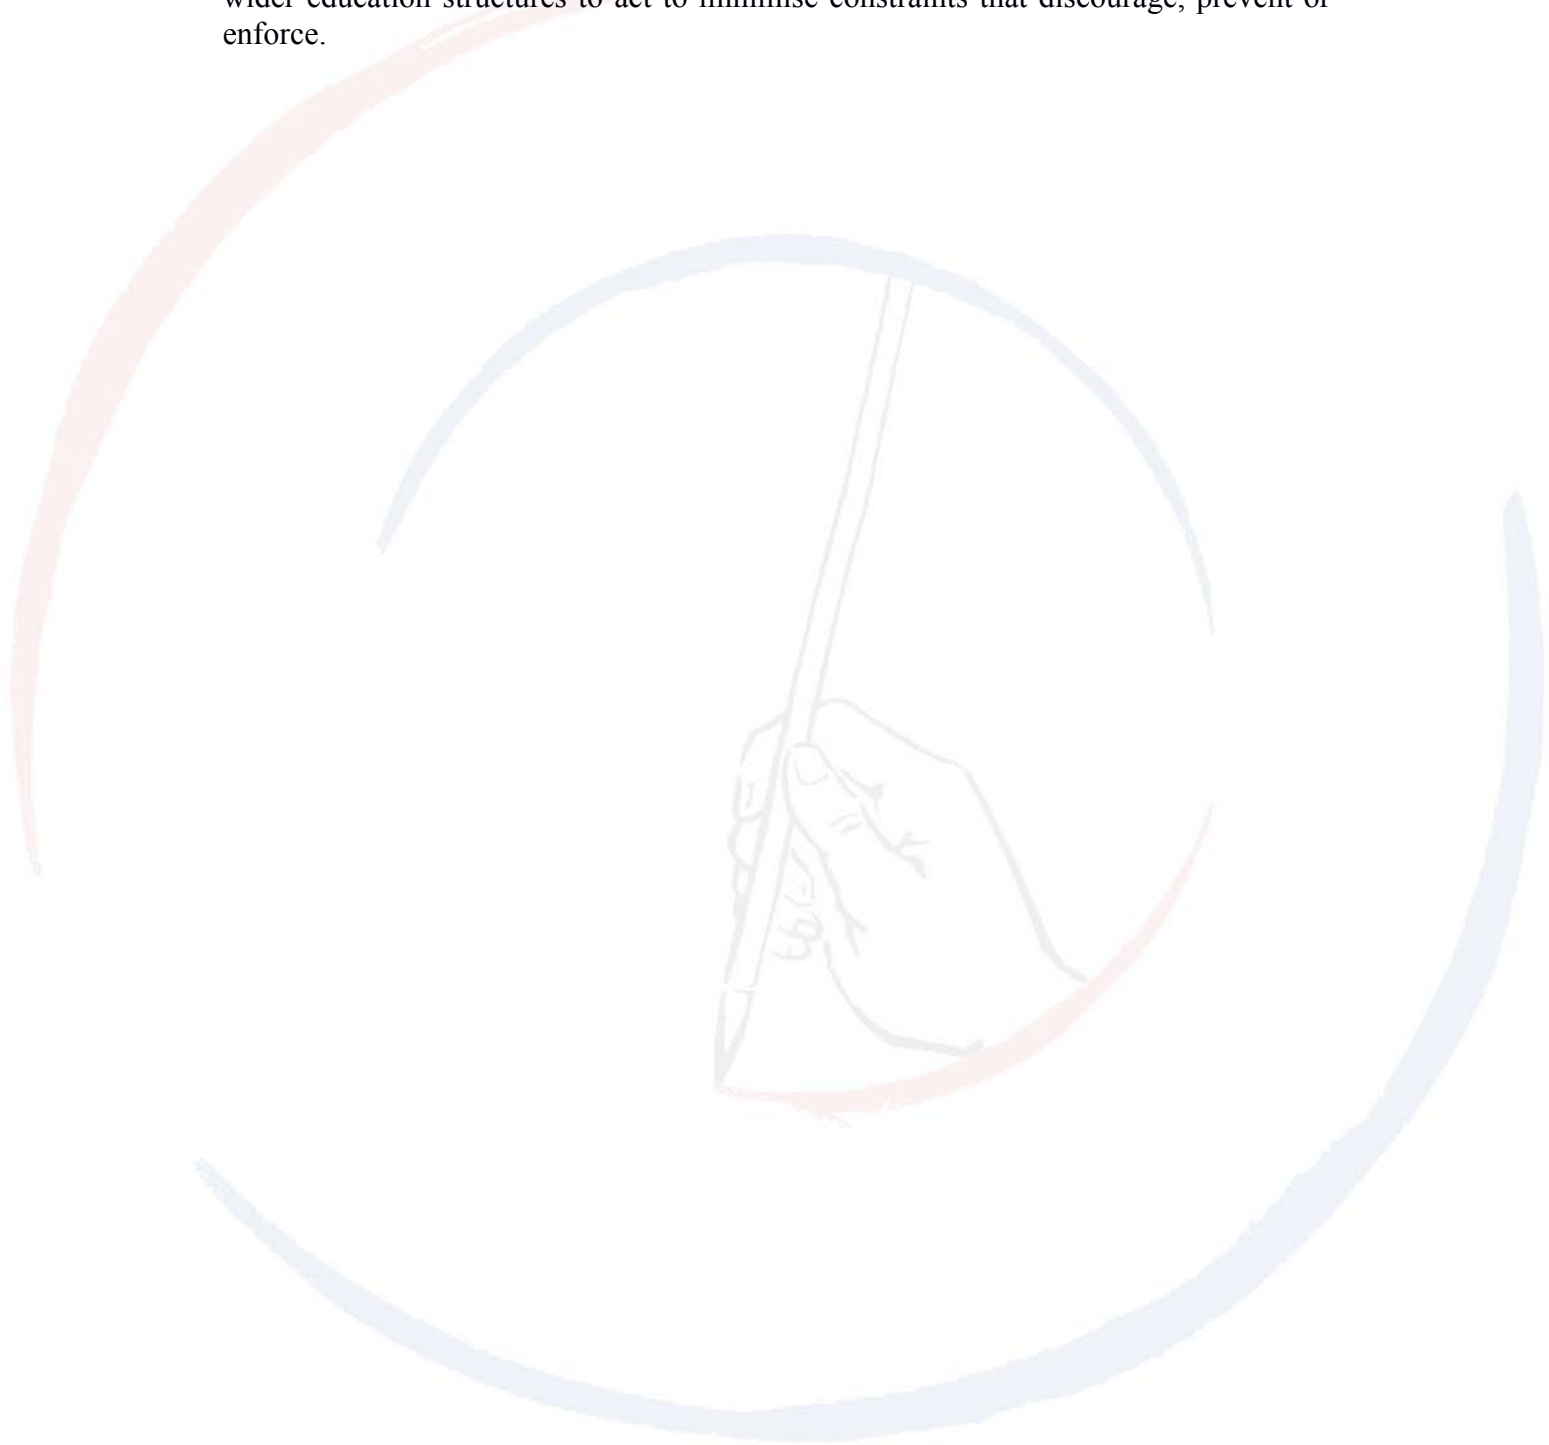 wider education structures to act to minimise constraints that discourage, prevent or
enforce.